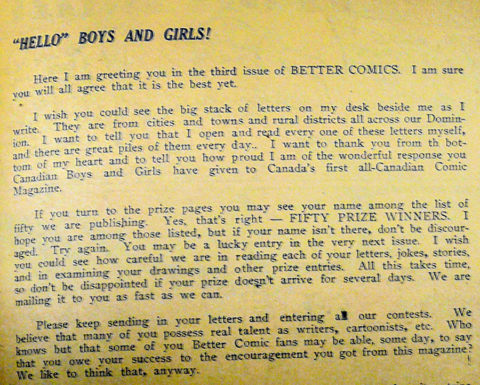 "HELLO" BOYS AND GIRLS!
Here I am greeting you in the third issue of BETTER COMICS. I am sure
you will all agree that it is the best yet.
I wish you could see the big stack of letters on my desk beside me as I
write. They are from cities and towns and rural districts all across our Domin-
ion. I want to tell you that I open and read every one of these letters myself,
and there are great piles of them every day.. I want to thank you from th bot-
tom of my heart and to tell you how proud I am of the wonderful response you
Canadian Boys and Girls have given to Canada's first all-Canadian Comic
Magazine.
If you turn to the prize pages you may see your name among the list of
fifty we are publishing. Yes, that's right — FIFTY PRIZE WINNERS. I
hope you are among those listed, but if your name isn't there, don't be discour-
aged. Try again. You may be a lucky entry in the very next issue. I wish
you could see how careful we are in reading each of your letters, jokes, stories,
and in examining your drawings and other prize entries. All this takes time,
so don't be disappointed if your prize doesn't arrive for several days. We are
mailing it to you as fast as we can.
Please keep sending in your letters and entering all our contests. We
believe that many of you possess real talent as writers, cartoonists, etc. Who
knows but that some of you Better Comic fans may be able, some day, to say
that you owe your success to the encouragement you got from this magazine?
We like to think that, anyway.